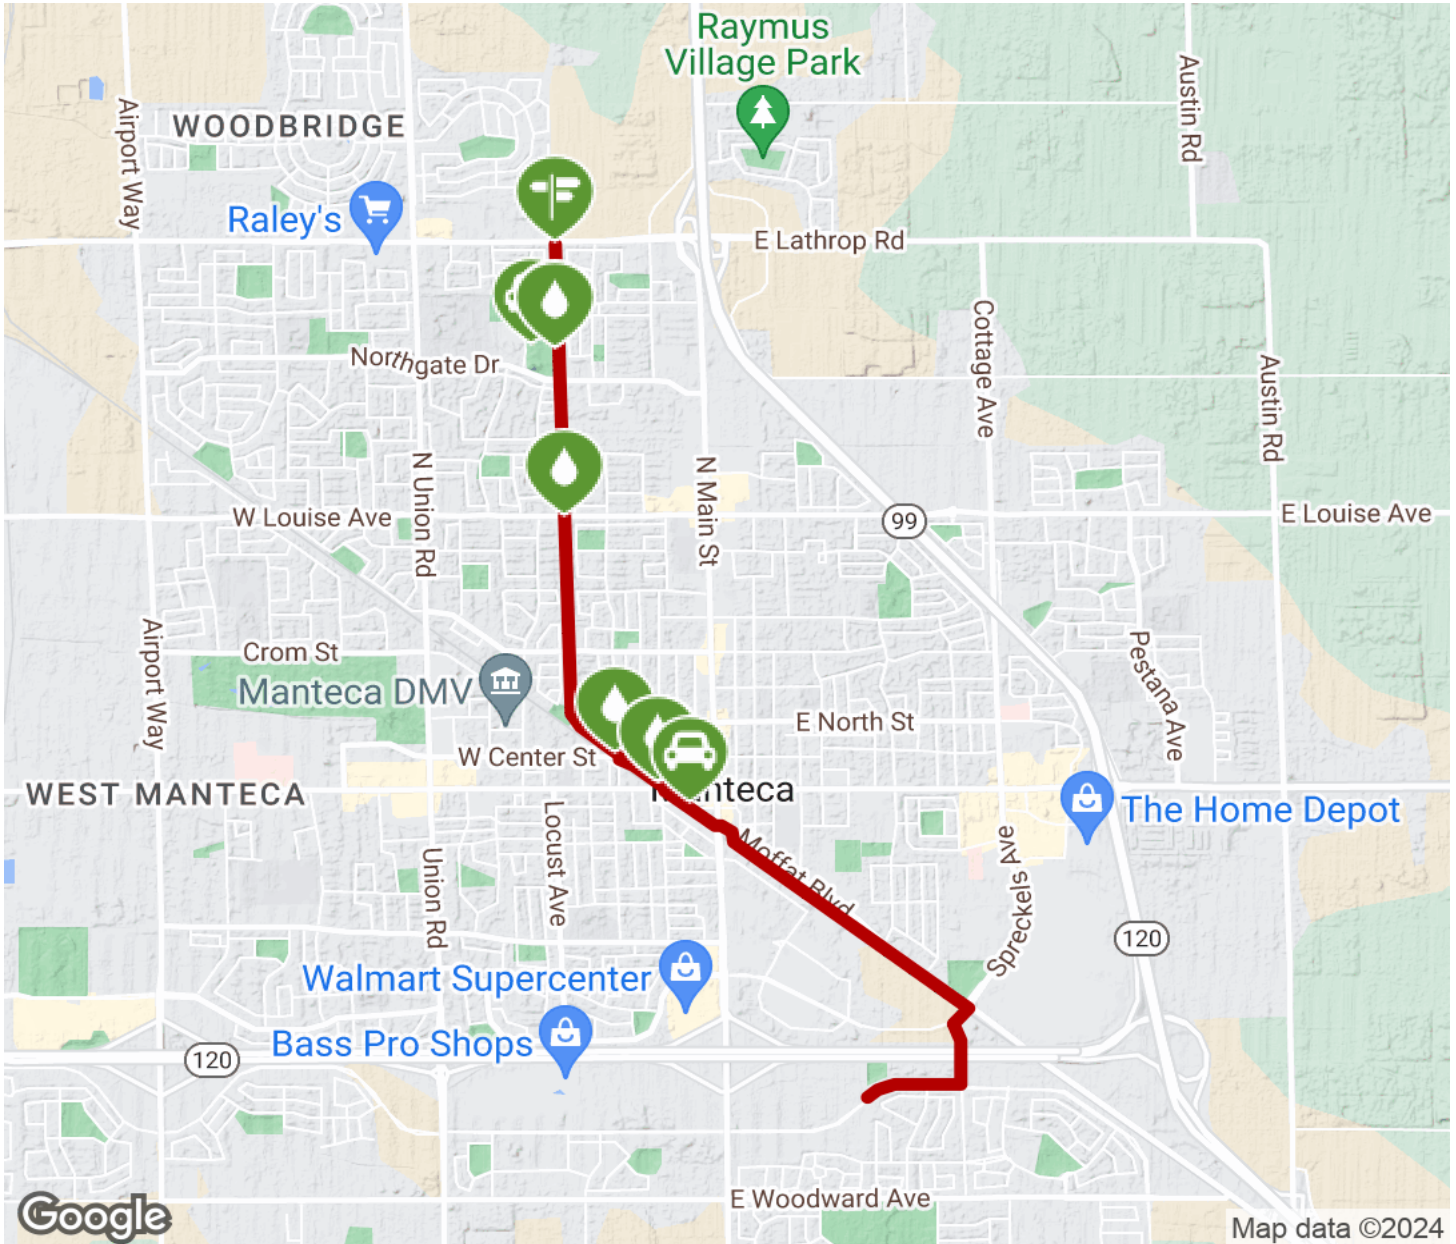 Raymus
Village Park
Austin Rd
Airport Way
WOODBRIDGE
Raley's
E Lathrop Rd
Cottage Ave
Northgate Dr
Austin Rd
N Union Rd
N Main St
W Louise Ave
99
E Louise Ave
Airport Way
Crom St
Pestana Ave
Manteca DMV
E North St
W Center St
WEST MANTECA
Manteca
The Home Depot
Locust Ave
Moffat Blvd
Spreckels Ave
Union Rd
120
Walmart Supercenter
Bass Pro Shops
120
E Woodward Ave
Google
Map data ©2024